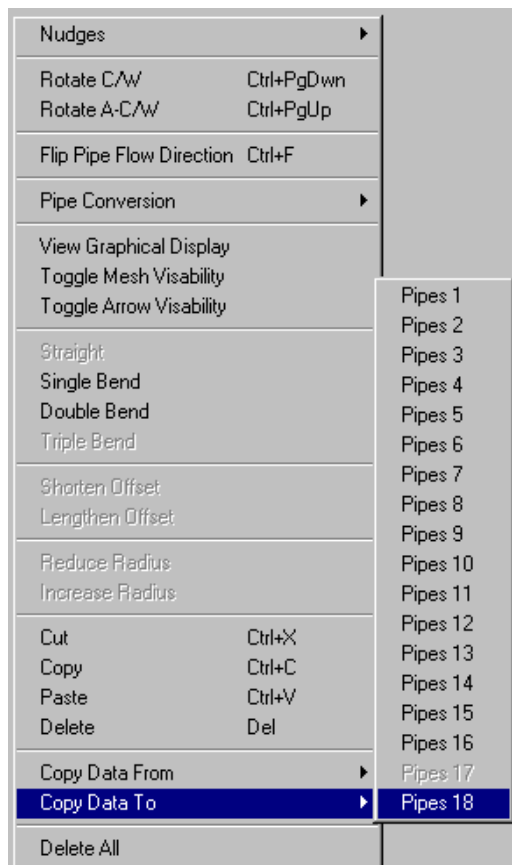 Nudges
Rotate C/W Ctrl+PgDwn
Rotate A-C/W Ctrl+PgUp
Flip Pipe Flow Direction Ctrl+F
Pipe Conversion
View Graphical Display
Toggle Mesh Visability
Toggle Arrow Visability
Straight
Single Bend
Double Bend
Triple Bend
Shorten Offset
Lengthen Offset
Reduce Radius
Increase Radius
Cut Ctrl+X
Copy Ctrl+C
Paste Ctrl+V
Delete Del
Copy Data From
Copy Data To
Delete All
Pipes 1
Pipes 2
Pipes 3
Pipes 4
Pipes 5
Pipes 6
Pipes 7
Pipes 8
Pipes 9
Pipes 10
Pipes 11
Pipes 12
Pipes 13
Pipes 14
Pipes 15
Pipes 16
Pipes 17
Pipes 18